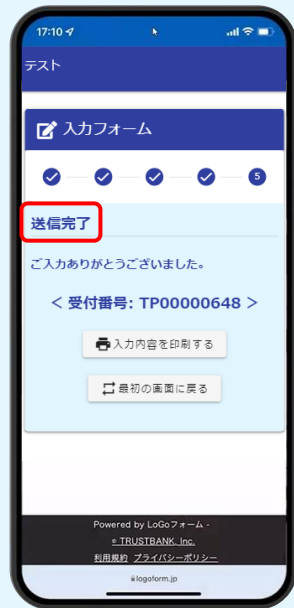 17:10
テスト
入力フォーム
5
送信完了
ご入力ありがとうございました。
< 受付番号: TP00000648 >
入力内容を印刷する
最初の画面に戻る
Powered by LoGoフォーム -
© TRUSTBANK, Inc.
利用規約 プライバシーポリシー
logoform.jp